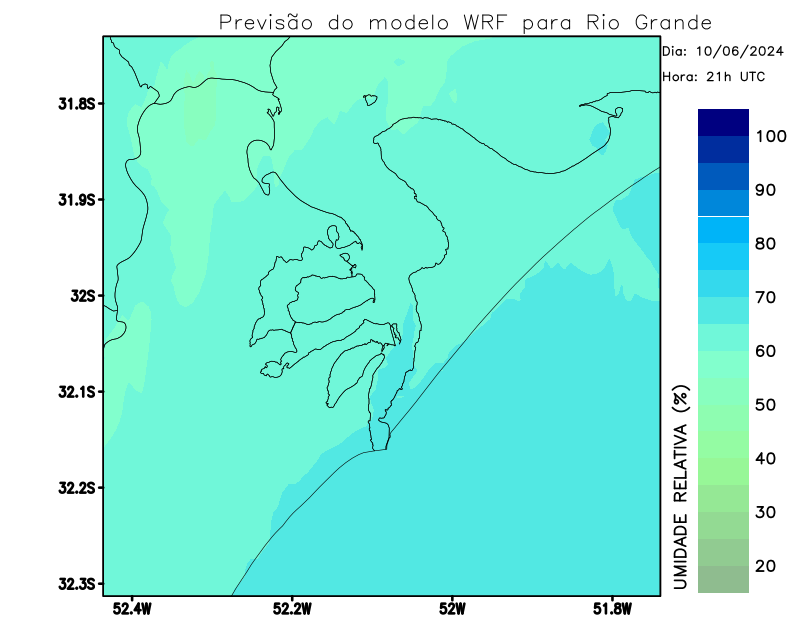 Previsão do modelo WRF para Rio Grande
Dia: 10/06/2024
Hora: 21h UTC
31.8S
31.9S
32S
32.1S
32.2S
32.3S
52.4W
52.2W
52W
51.8W
UMIDADE RELATIVA (%)
100
90
80
70
60
50
40
30
20